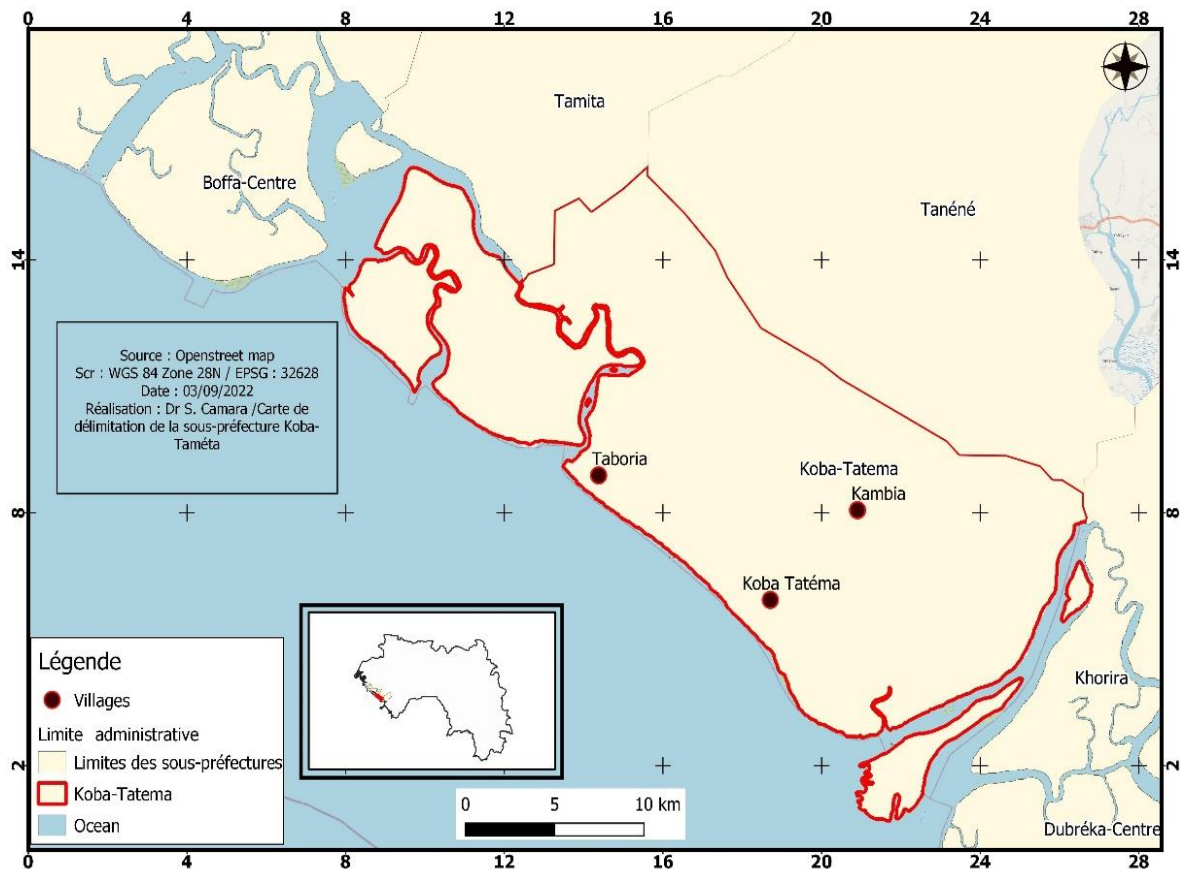 0 4 8 12 16 20 24 28
Tamita
Boffa-Centre
Tanéné
14 14
Source : Openstreet map
Scr : WGS 84 Zone 28N / EPSG : 32628
Date : 03/09/2022
Réalisation : Dr S. Camara /Carte de
délimitation de la sous-préfecture Koba-
Taméta
Taboria
Koba-Tatema
Kambia
8 8
Koba Tatéma
Légende
Villages
Limite administrative
Limites des sous-préfectures
Koba-Tatema
Ocean
Khorira
2 2
0 5 10 km
Dubréka-Centre
0 4 8 12 16 20 24 28